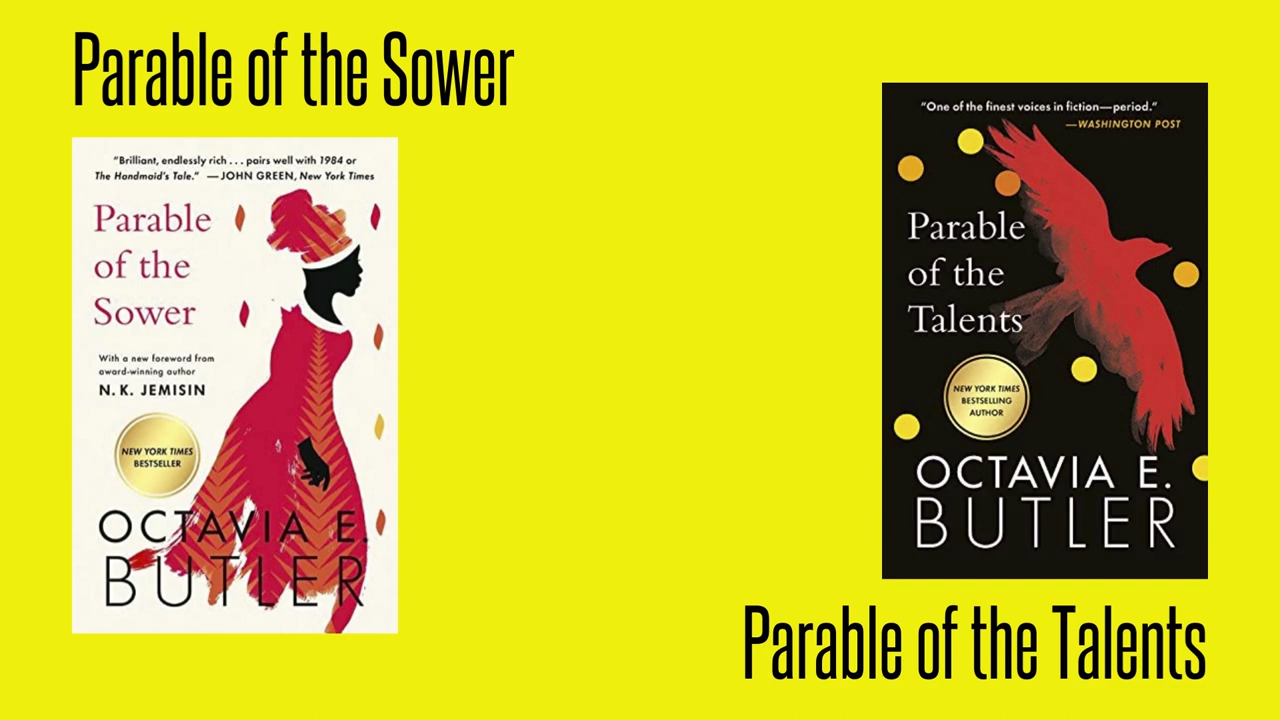 Parable of the Sower
“Brilliant, endlessly rich . . . pairs well with 1984 or
The Handmaid’s Tale.” —JOHN GREEN, New York Times
Parable
of the
Sower
With a new foreword from
award-winning author
N. K. JEMISIN
NEW YORK TIMES
BESTSELLER
OCTAVIA E.
BUTLER
“One of the finest voices in fiction—period.”
—WASHINGTON POST
Parable
of the
Talents
NEW YORK TIMES
BESTSELLING
AUTHOR
OCTAVIA E.
BUTLER
Parable of the Talents